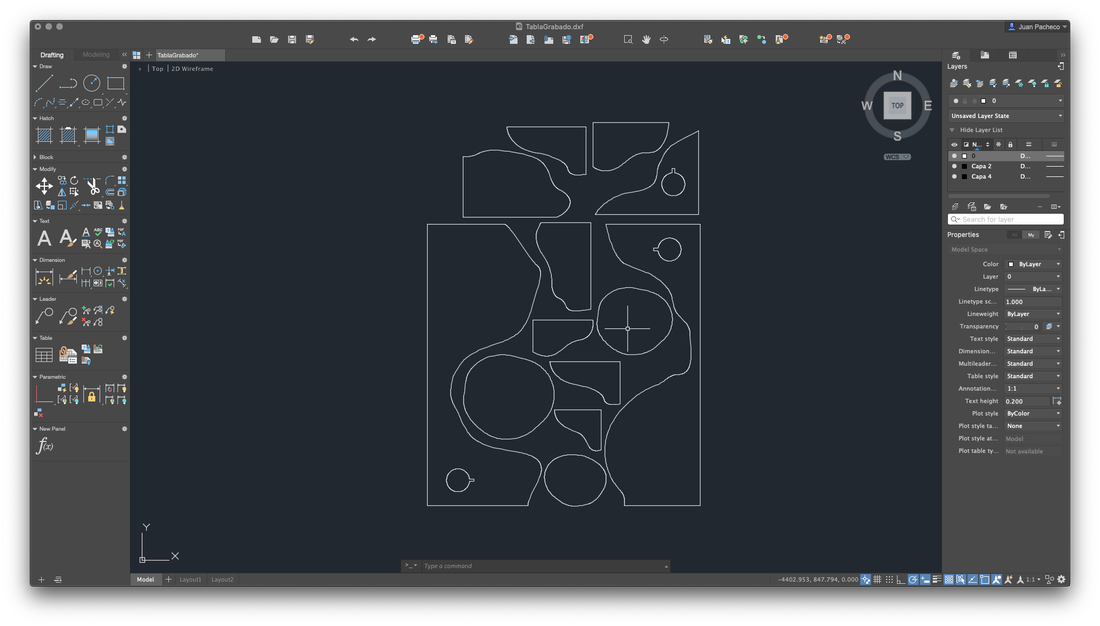 TablaGrabado.dxf
Juan Pacheco
Drafting
Modeling
TablaGrabado*
Layers
Draw
Top
2D Wireframe
N
W
TOP
E
S
WCS
0
Unsaved Layer State
Hide Layer List
N...
0
D...
Capa 2
D...
Capa 4
D...
Search for layer
Hatch
Block
Modify
Text
A
A
Dimension
Leader
Table
Parametric
New Panel
f(x)
Properties
Model Space
Color
ByLayer
Layer
0
Linetype
ByLa...
Linetype sc...
1.000
Lineweight
ByLayer
Transparency
0
Text style
Standard
Dimension...
Standard
Multileader...
Standard
Table style
Standard
Annotation...
1:1
Text height
0.200
Plot style
ByColor
Plot style ta...
None
Plot style at...
Model
Plot table ty...
Not available
Y
X
>_
Type a command
Model
Layout1
Layout2
-4402.953, 847.794, 0.000
1:1